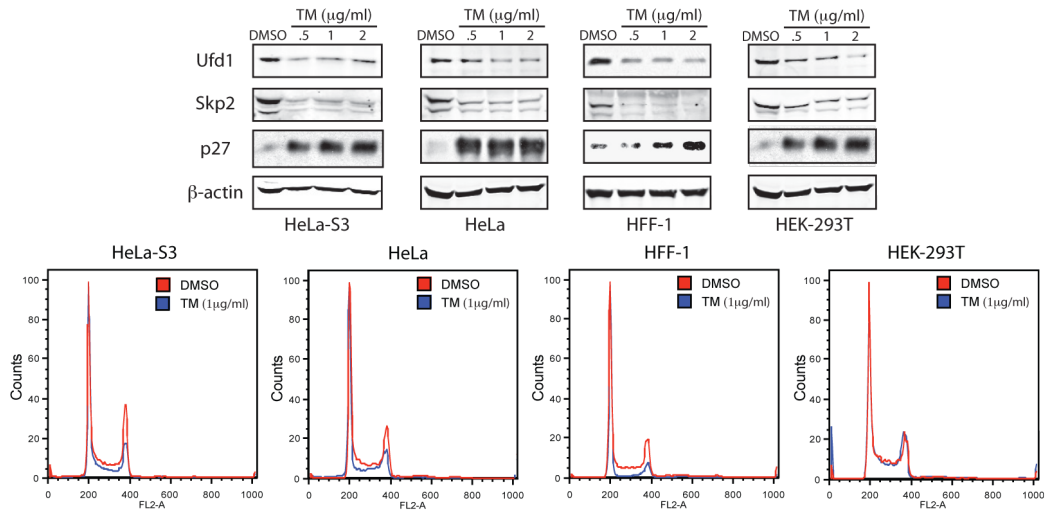 TM (μg/ml) TM (μg/ml) TM (μg/ml) TM (μg/ml)
DMSO .5 1 2 DMSO .5 1 2 DMSO .5 1 2 DMSO .5 1 2
Ufd1
Skp2
p27
β-actin
HeLa-S3 HeLa HFF-1 HEK-293T
HeLa-S3
100
80
60
40
20
0
Counts
DMSO
TM (1μg/ml)
0 200 400 600 800 1000
FL2-A
HeLa
100
80
60
40
20
0
Counts
DMSO
TM (1μg/ml)
0 200 400 600 800 1000
FL2-A
HFF-1
100
80
60
40
20
0
Counts
DMSO
TM (1μg/ml)
0 200 400 600 800 1000
FL2-A
HEK-293T
100
80
60
40
20
0
Counts
DMSO
TM (1μg/ml)
0 200 400 600 800 1000
FL2-A